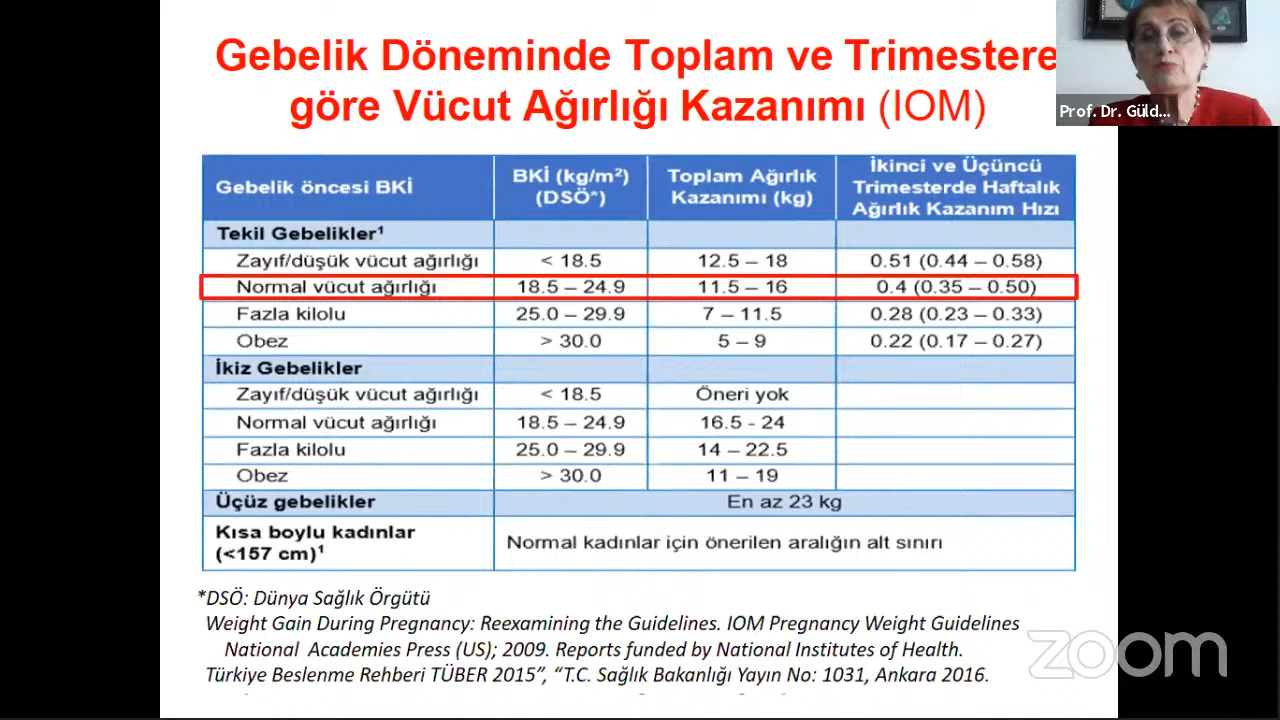 Gebelik Döneminde Toplam ve Trimestere
göre Vücut Ağırlığı Kazanımı (IOM)
Prof. Dr. Güld...
Gebelik öncesi BKİ
BKİ (kg/m²)
(DSÖ*)
Toplam Ağırlık
Kazanımı (kg)
İkinci ve Üçüncü
Trimesterde Haftalık
Ağırlık Kazanım Hızı
Tekil Gebelikler¹
Zayıf/düşük vücut ağırlığı < 18.5 12.5 – 18 0.51 (0.44 – 0.58)
Normal vücut ağırlığı 18.5 – 24.9 11.5 – 16 0.4 (0.35 – 0.50)
Fazla kilolu 25.0 – 29.9 7 – 11.5 0.28 (0.23 – 0.33)
Obez > 30.0 5 – 9 0.22 (0.17 – 0.27)
İkiz Gebelikler
Zayıf/düşük vücut ağırlığı < 18.5 Öneri yok
Normal vücut ağırlığı 18.5 – 24.9 16.5 - 24
Fazla kilolu 25.0 – 29.9 14 – 22.5
Obez > 30.0 11 – 19
Üçüz gebelikler En az 23 kg
Kısa boylu kadınlar
(<157 cm)¹
Normal kadınlar için önerilen aralığın alt sınırı
*DSÖ: Dünya Sağlık Örgütü
Weight Gain During Pregnancy: Reexamining the Guidelines. IOM Pregnancy Weight Guidelines
National Academies Press (US); 2009. Reports funded by National Institutes of Health.
Türkiye Beslenme Rehberi TÜBER 2015”, “T.C. Sağlık Bakanlığı Yayın No: 1031, Ankara 2016.
zoom